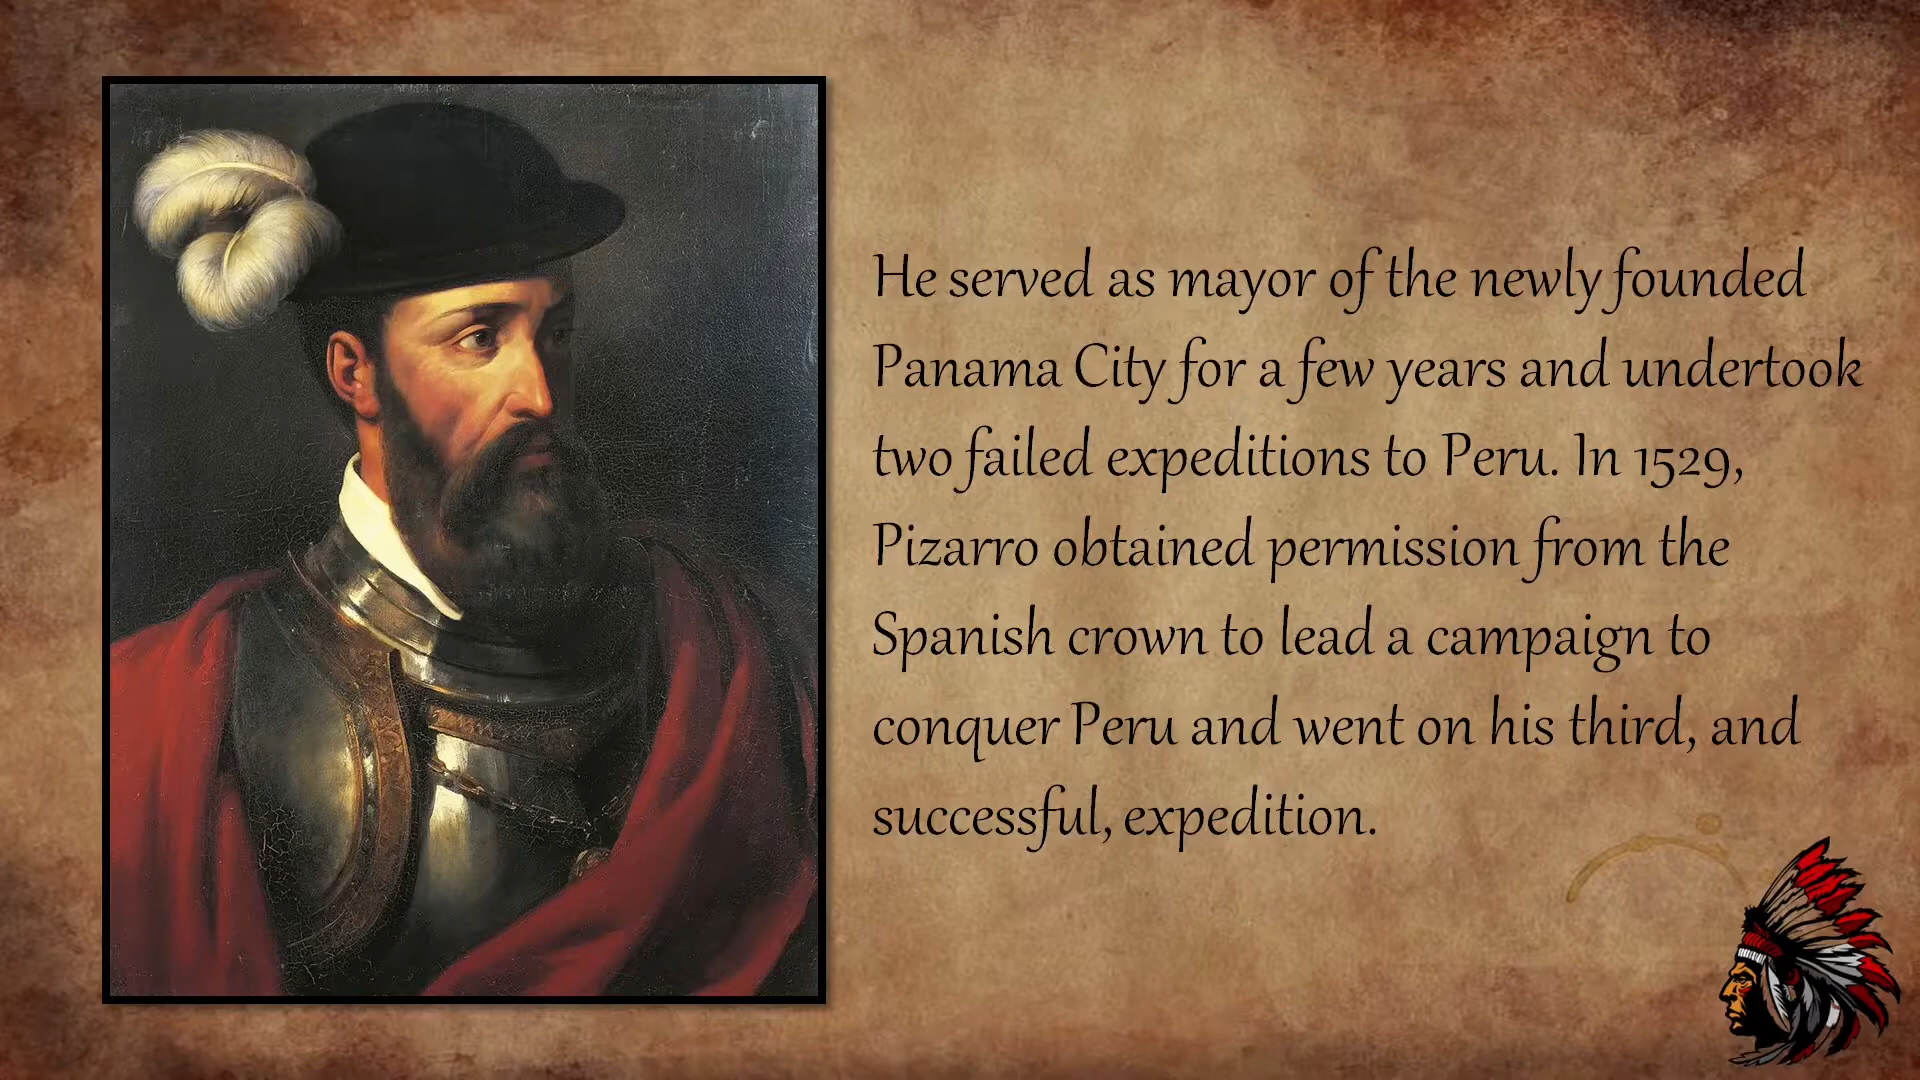 He served as mayor of the newly founded
Panama City for a few years and undertook
two failed expeditions to Peru. In 1529,
Pizarro obtained permission from the
Spanish crown to lead a campaign to
conquer Peru and went on his third, and
successful, expedition.